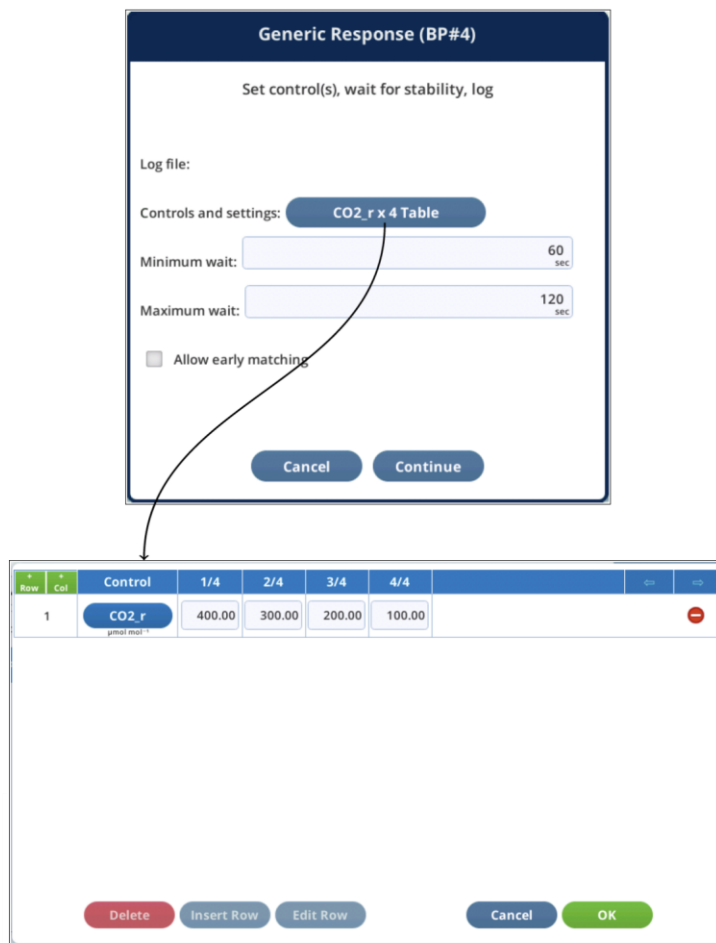 Generic Response (BP#4)
Set control(s), wait for stability, log
Log file:
Controls and settings: CO2_r x 4 Table
Minimum wait: 60 sec
Maximum wait: 120 sec
Allow early matching
Cancel Continue
+ Row + Col Control 1/4 2/4 3/4 4/4 ⇦ ⇨
1 CO2_r 400.00 300.00 200.00 100.00
µmol mol⁻¹
Delete Insert Row Edit Row Cancel OK